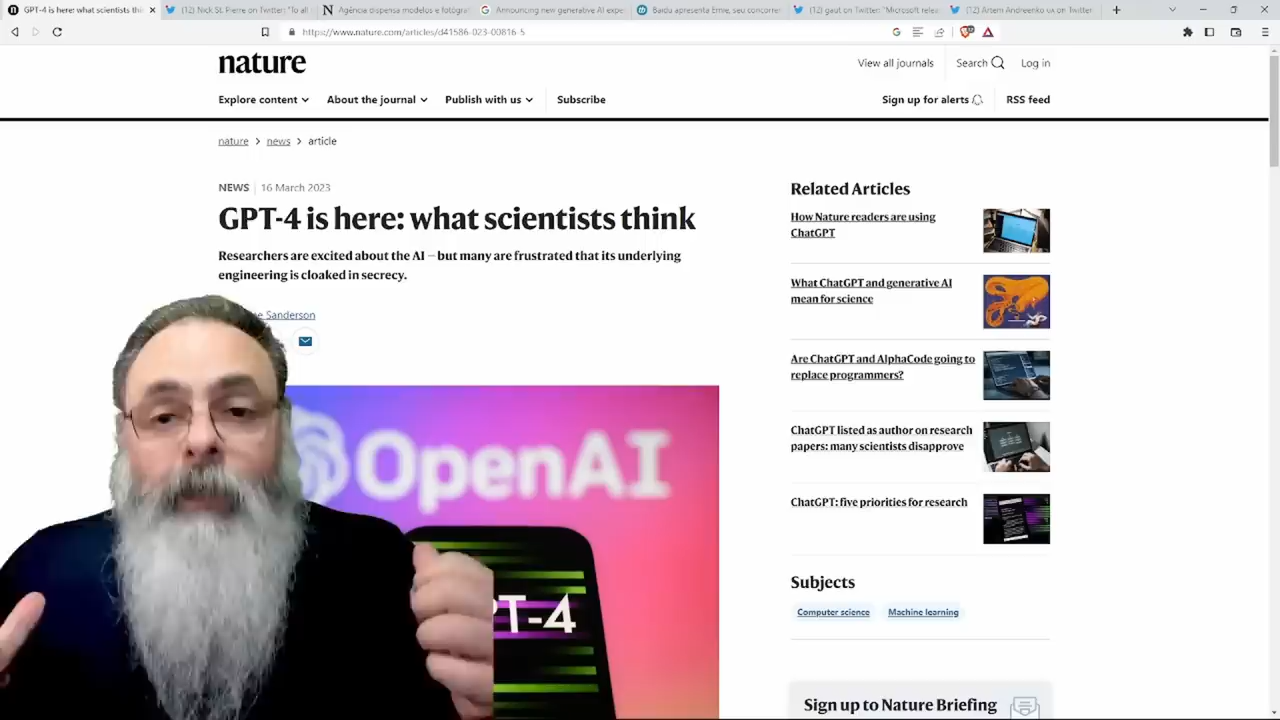 GPT-4 is here: what scientists thi
(12) Nick St. Pierre on Twitter: "To all
Agência dispensa modelos e fotógraf
Announcing new generative AI expe
Baidu apresenta Ernie, seu concorren
(12) gaut on Twitter: "Microsoft relea
(12) Artem Andreenko on Twitter:
https://www.nature.com/articles/d41586-023-00816-5
nature
View all journals
Search
Log in
Explore content
About the journal
Publish with us
Subscribe
Sign up for alerts
RSS feed
nature > news > article
NEWS
16 March 2023
GPT-4 is here: what scientists think
Researchers are excited about the AI — but many are frustrated that its underlying
engineering is cloaked in secrecy.
Sanderson
OpenAI
PT-4
Related Articles
How Nature readers are using
ChatGPT
What ChatGPT and generative AI
mean for science
Are ChatGPT and AlphaCode going to
replace programmers?
ChatGPT listed as author on research
papers: many scientists disapprove
ChatGPT: five priorities for research
Subjects
Computer science
Machine learning
Sign up to Nature Briefing